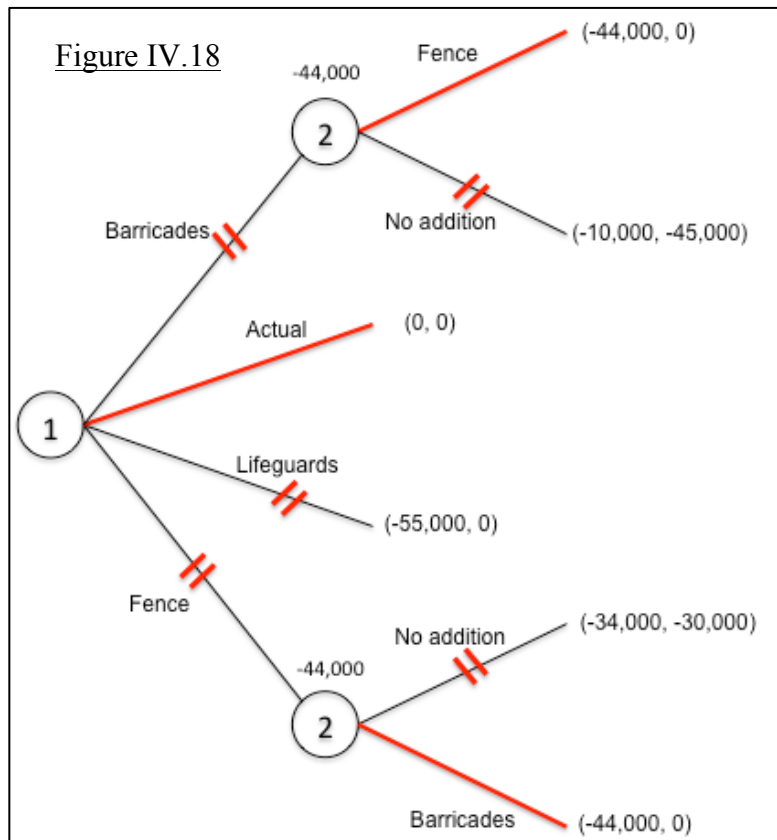 Figure IV.18
Fence
(-44,000, 0)
-44,000
2
No addition
(-10,000, -45,000)
Barricades
Actual
(0, 0)
1
Lifeguards
(-55,000, 0)
Fence
No addition
(-34,000, -30,000)
-44,000
2
Barricades
(-44,000, 0)